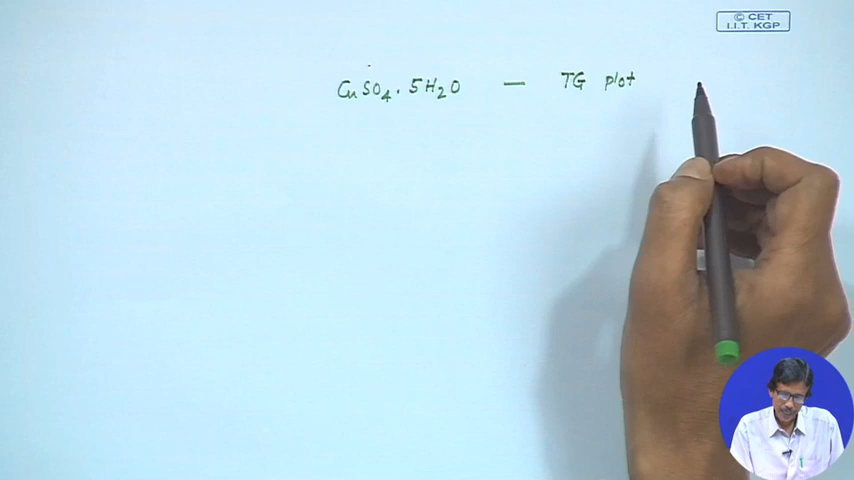 © CET
I.I.T. KGP
CuSO4·5H2O — TG plot